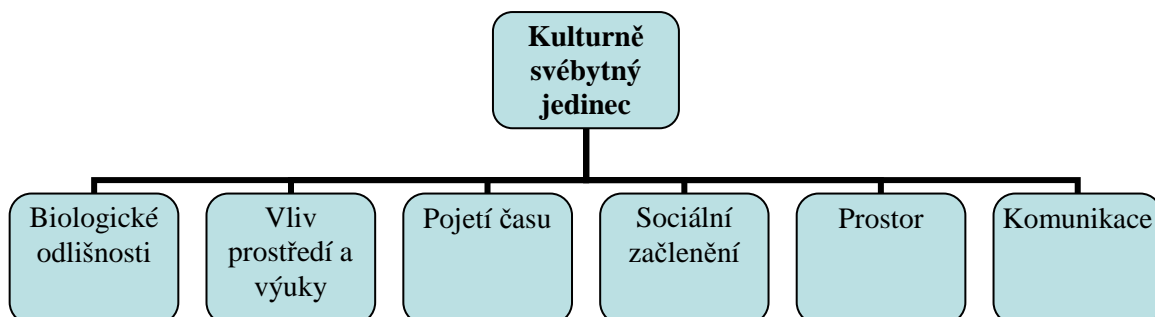 Kulturně
svébytný
jedinec
Biologické
odlišnosti
Vliv
prostředí a
výuky
Pojetí času
Sociální
začlenění
Prostor
Komunikace